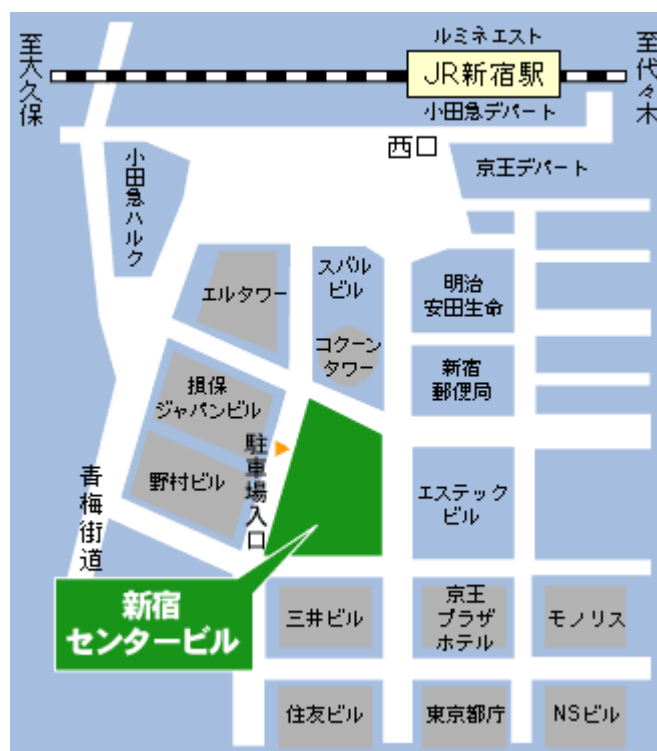 ルミネエスト
至大久保
JR新宿駅
至代々木
小田急デパート
西口
京王デパート
小田急ハルク
エルタワー
スバル
ビル
明治
安田生命
コクーン
タワー
新宿
郵便局
損保
ジャパンビル
駐車場入口
野村ビル
エステック
ビル
青梅街道
新宿
センタービル
三井ビル
京王
プラザ
ホテル
モノリス
住友ビル
東京都庁
NSビル